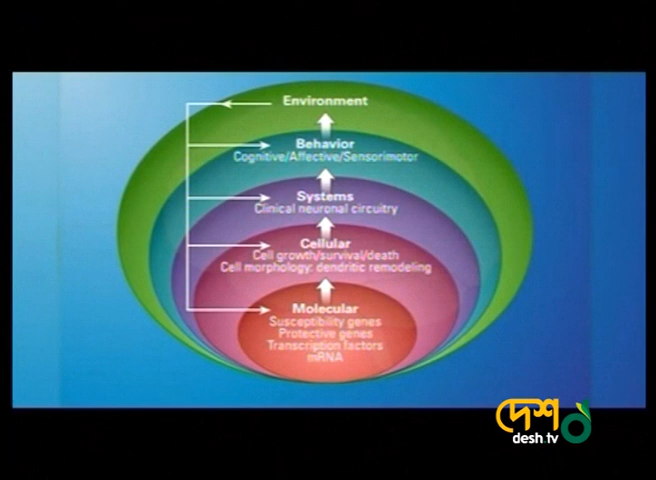 Environment
Behavior
Cognitive/Affective/Sensorimotor
Systems
Clinical neuronal circuitry
Cellular
Cell growth/survival/death
Cell morphology: dendritic remodeling
Molecular
Susceptibility genes
Protective genes
Transcription factors
mRNA
দেশ
desh.tv